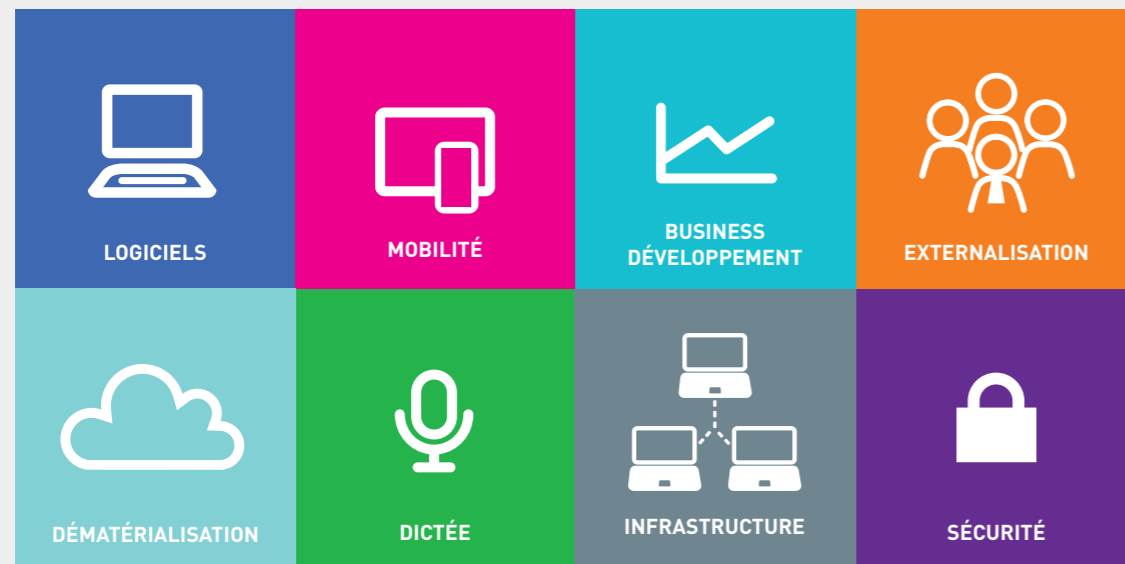 LOGICIELS
MOBILITÉ
BUSINESS
DÉVELOPPEMENT
EXTERNALISATION
DÉMATÉRIALISATION
DICTÉE
INFRASTRUCTURE
SÉCURITÉ